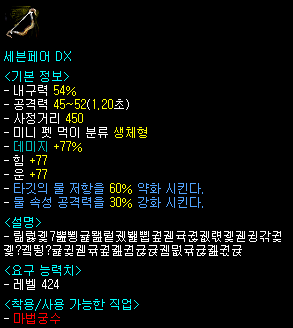 세븐페어 DX
<기본 정보>
- 내구력 54%
- 공격력 45~52(1,20초)
- 사정거리 450
- 미니 펫 먹이 분류 생체형
- 데미지 +77%
- 힘 +77
- 운 +77
- 타깃의 물 저항을 60% 약화 시킨다.
- 물 속성 공격력을 30% 강화 시킨다.
<설명>
<요구 능력치>
- 레벨 424
<착용/사용 가능한 직업>
- 마법궁수